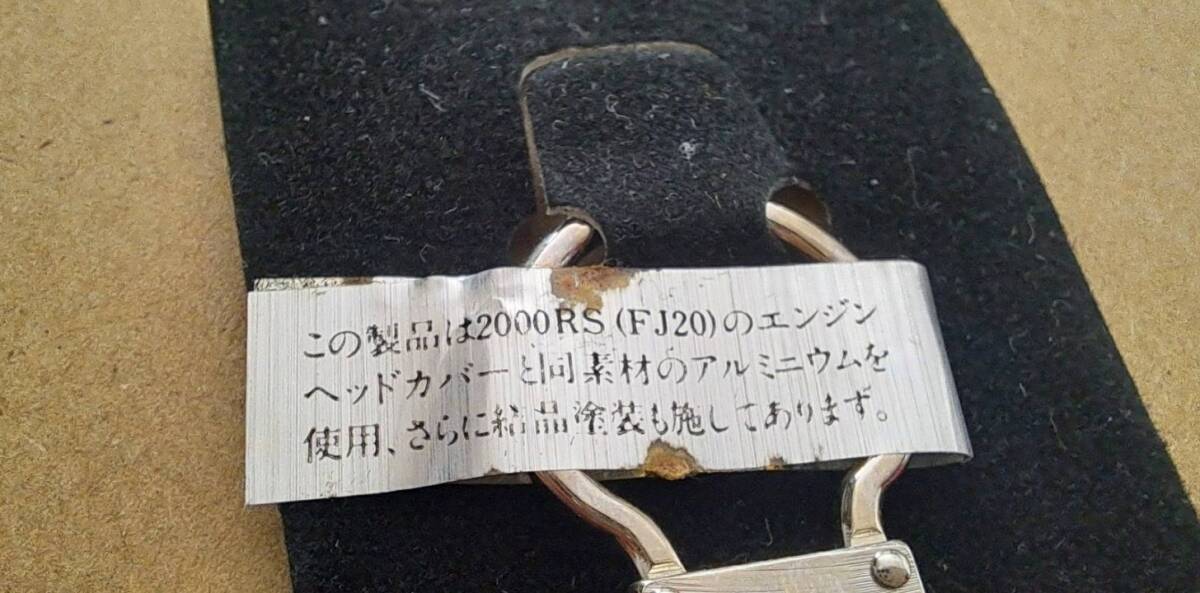 この製品は2000RS(FJ20)のエンジン
ヘッドカバーと同素材のアルミニウムを
使用、さらに結晶塗装も施してあります。